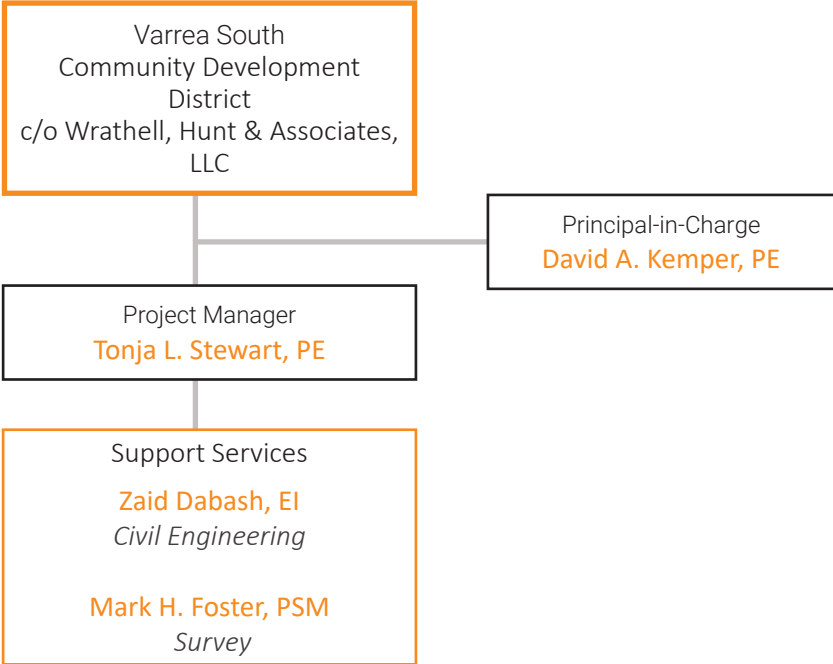 Varrea South
Community Development
District
c/o Wrathell, Hunt & Associates,
LLC
Principal-in-Charge
David A. Kemper, PE
Project Manager
Tonja L. Stewart, PE
Support Services
Zaid Dabash, EI
Civil Engineering
Mark H. Foster, PSM
Survey